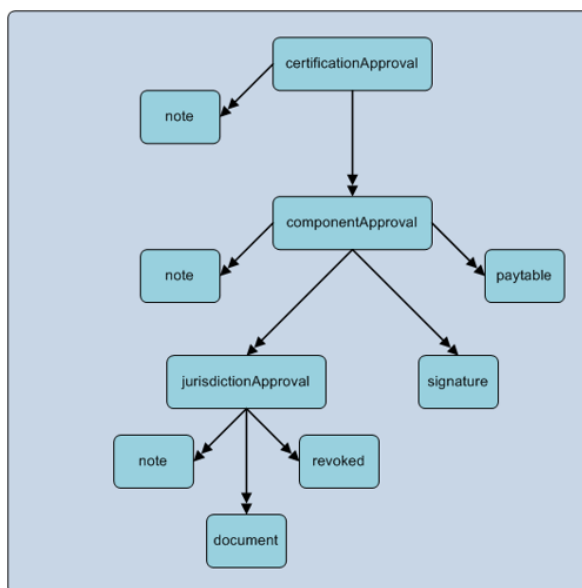 certificationApproval
note
componentApproval
note
paytable
jurisdictionApproval
signature
note
revoked
document